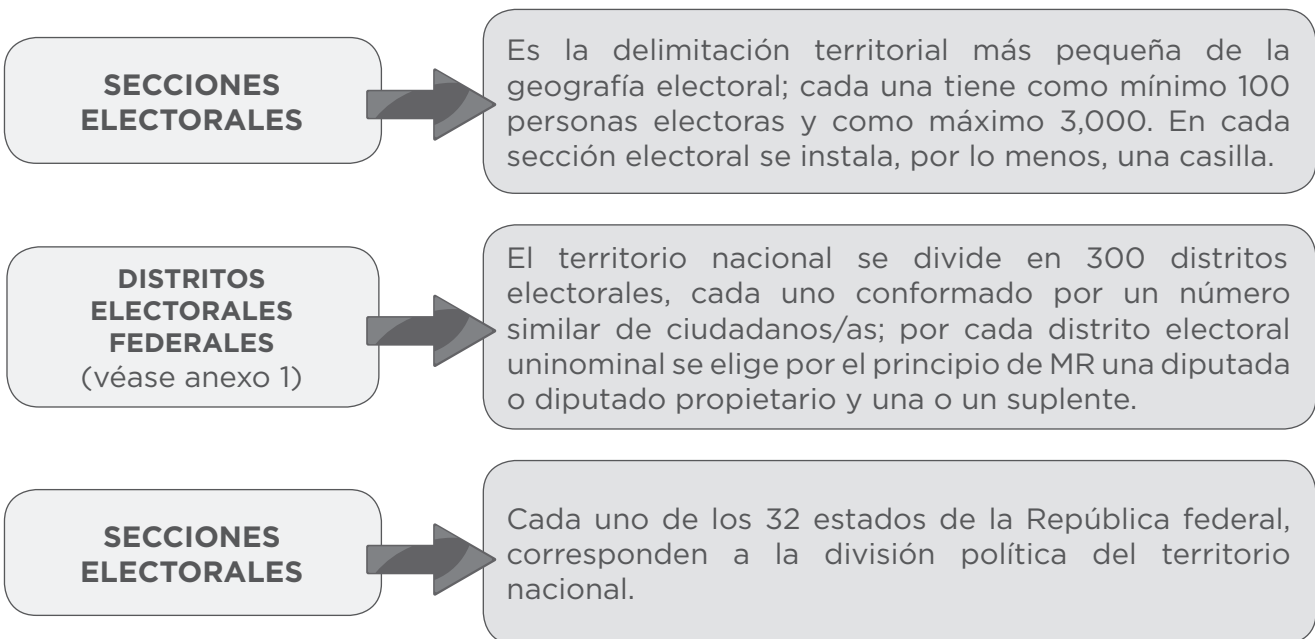 SECCIONES
ELECTORALES
Es la delimitación territorial más pequeña de la
geografía electoral; cada una tiene como mínimo 100
personas electoras y como máximo 3,000. En cada
sección electoral se instala, por lo menos, una casilla.
DISTRITOS
ELECTORALES
FEDERALES
(véase anexo 1)
El territorio nacional se divide en 300 distritos
electorales, cada uno conformado por un número
similar de ciudadanos/as; por cada distrito electoral
uninominal se elige por el principio de MR una diputada
o diputado propietario y una o un suplente.
SECCIONES
ELECTORALES
Cada uno de los 32 estados de la República federal,
corresponden a la división política del territorio
nacional.